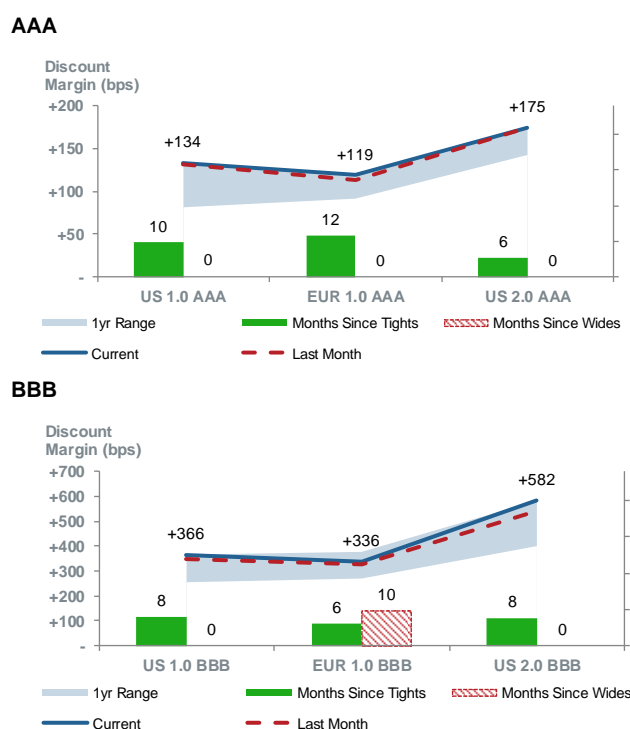 AAA
Discount
Margin (bps)
+200
+175
+134
+150
+119
+100
12
10
+50
6
0
0
0
-
US 1.0 AAA EUR 1.0 AAA US 2.0 AAA
1yr Range Months Since Tights Months Since Wides
Current Last Month
BBB
Discount
Margin (bps)
+700
+582
+600
+500
+366
+336
+400
+300
8
6
10
8
+200
+100
0
0
-
US 1.0 BBB EUR 1.0 BBB US 2.0 BBB
1yr Range Months Since Tights Months Since Wides
Current Last Month